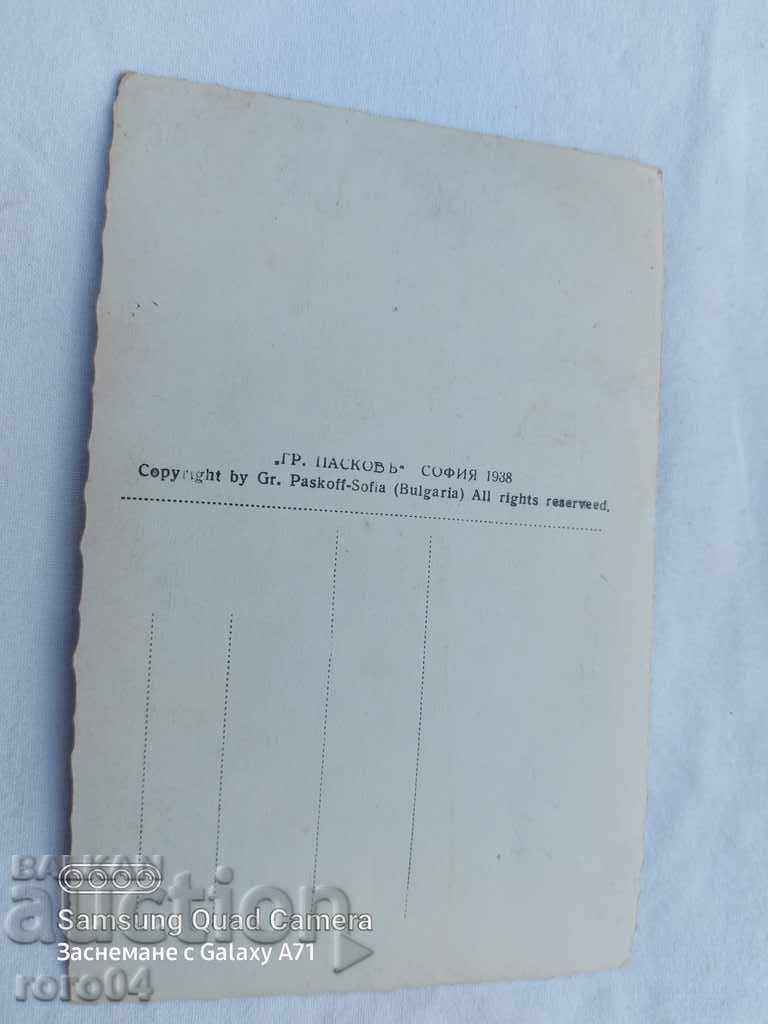 „ГР. ПАСКОВЪ“ СОФИЯ 1938
Copyright by Gr. Paskoff-Sofia (Bulgaria) All rights reserveed.
BALKAN
auction
Samsung Quad Camera
Заснемане с Galaxy A71
roro04